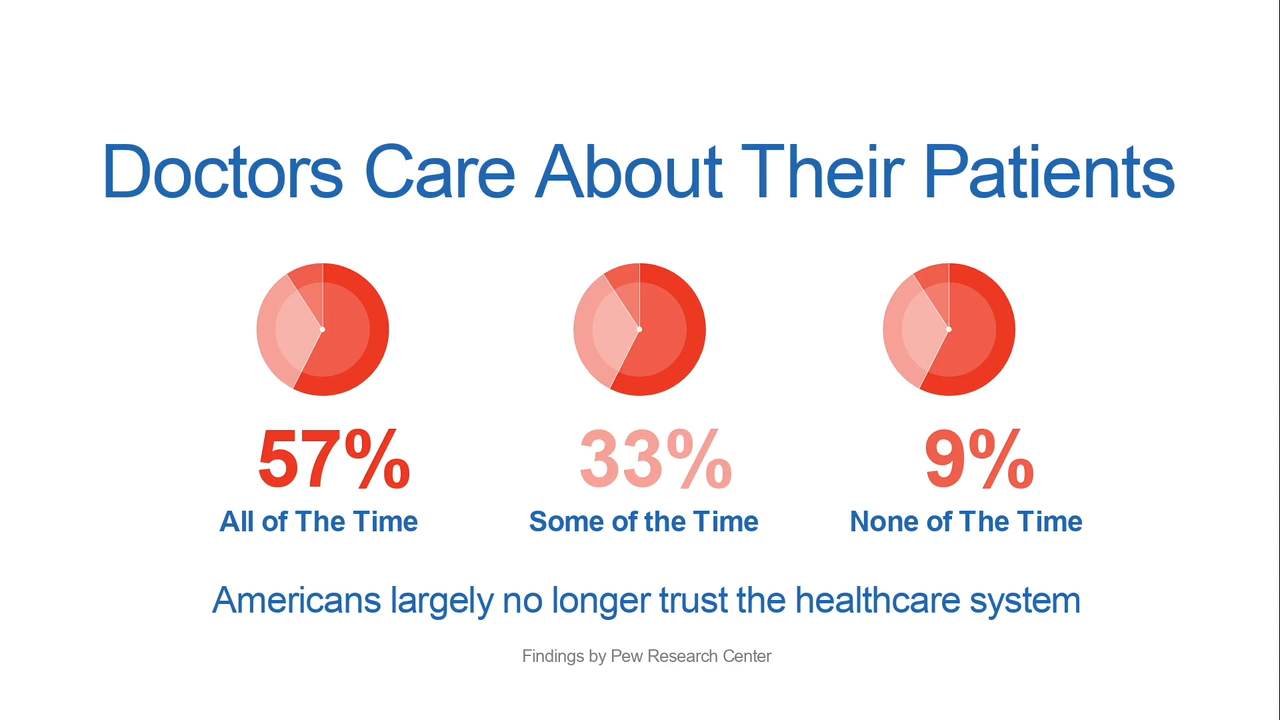 Doctors Care About Their Patients
57% 33% 9%
All of The Time Some of the Time None of The Time
Americans largely no longer trust the healthcare system
Findings by Pew Research Center